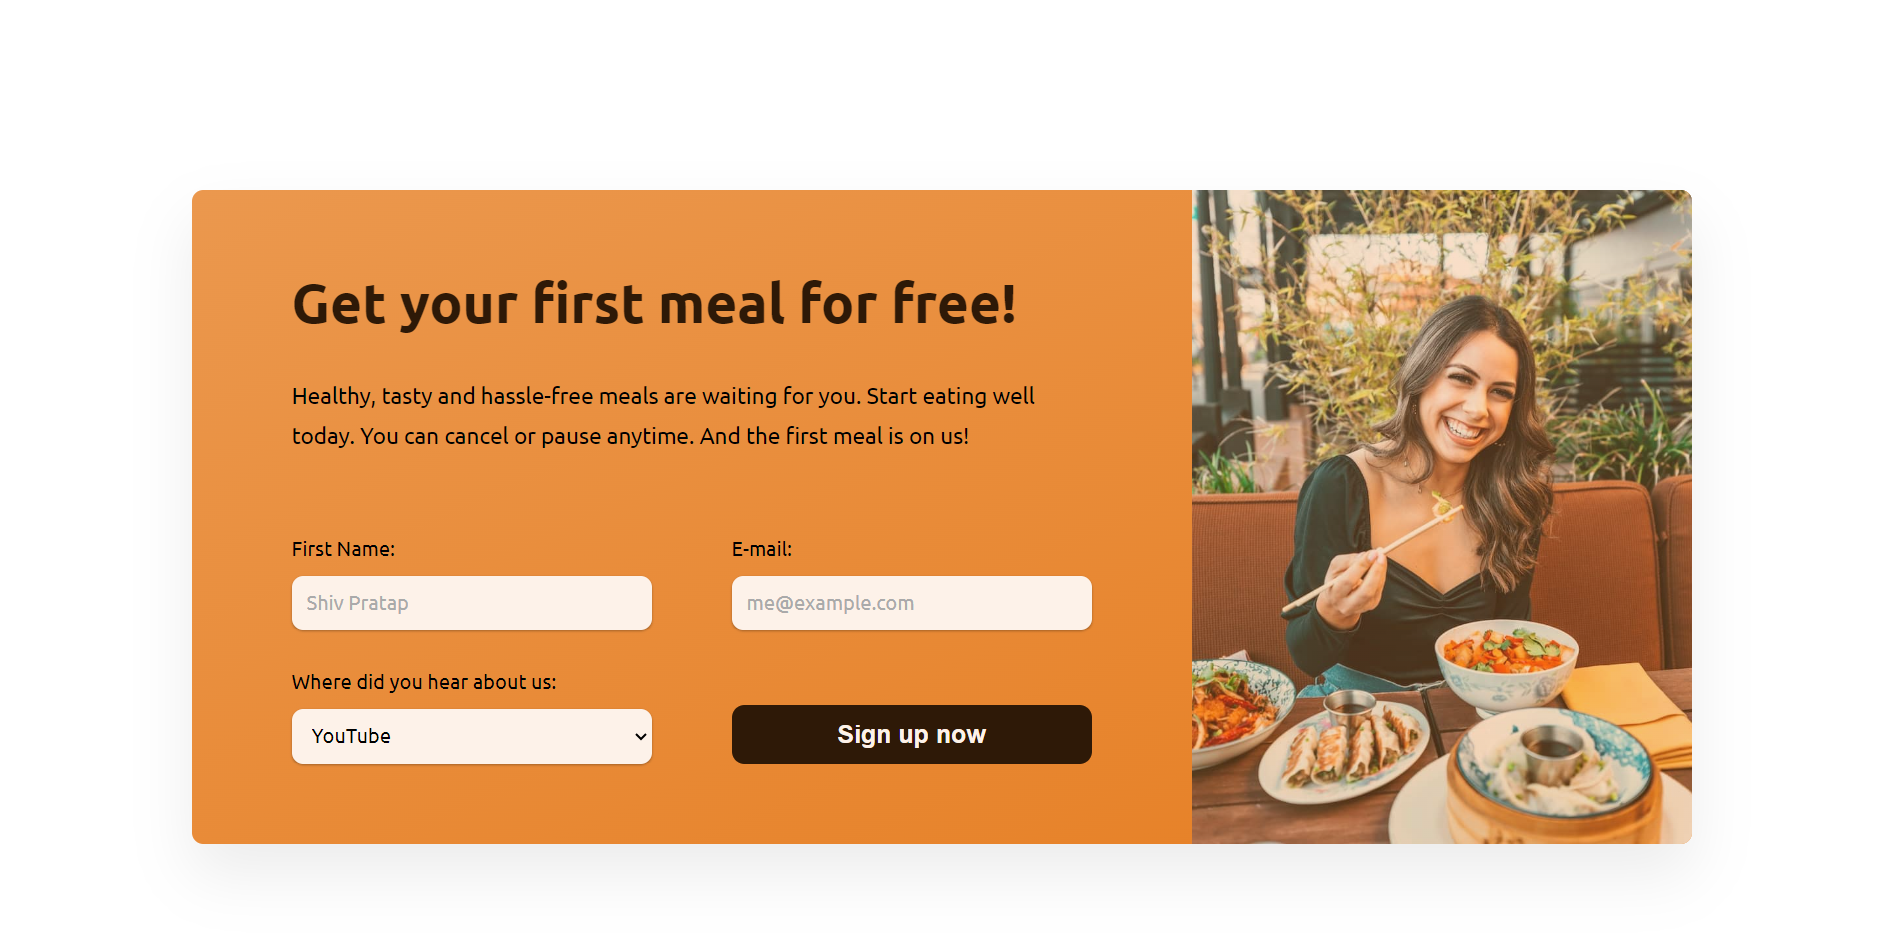 Get your first meal for free!
Healthy, tasty and hassle-free meals are waiting for you. Start eating well
today. You can cancel or pause anytime. And the first meal is on us!
First Name:
E-mail:
Shiv Pratap
me@example.com
Where did you hear about us:
YouTube
Sign up now